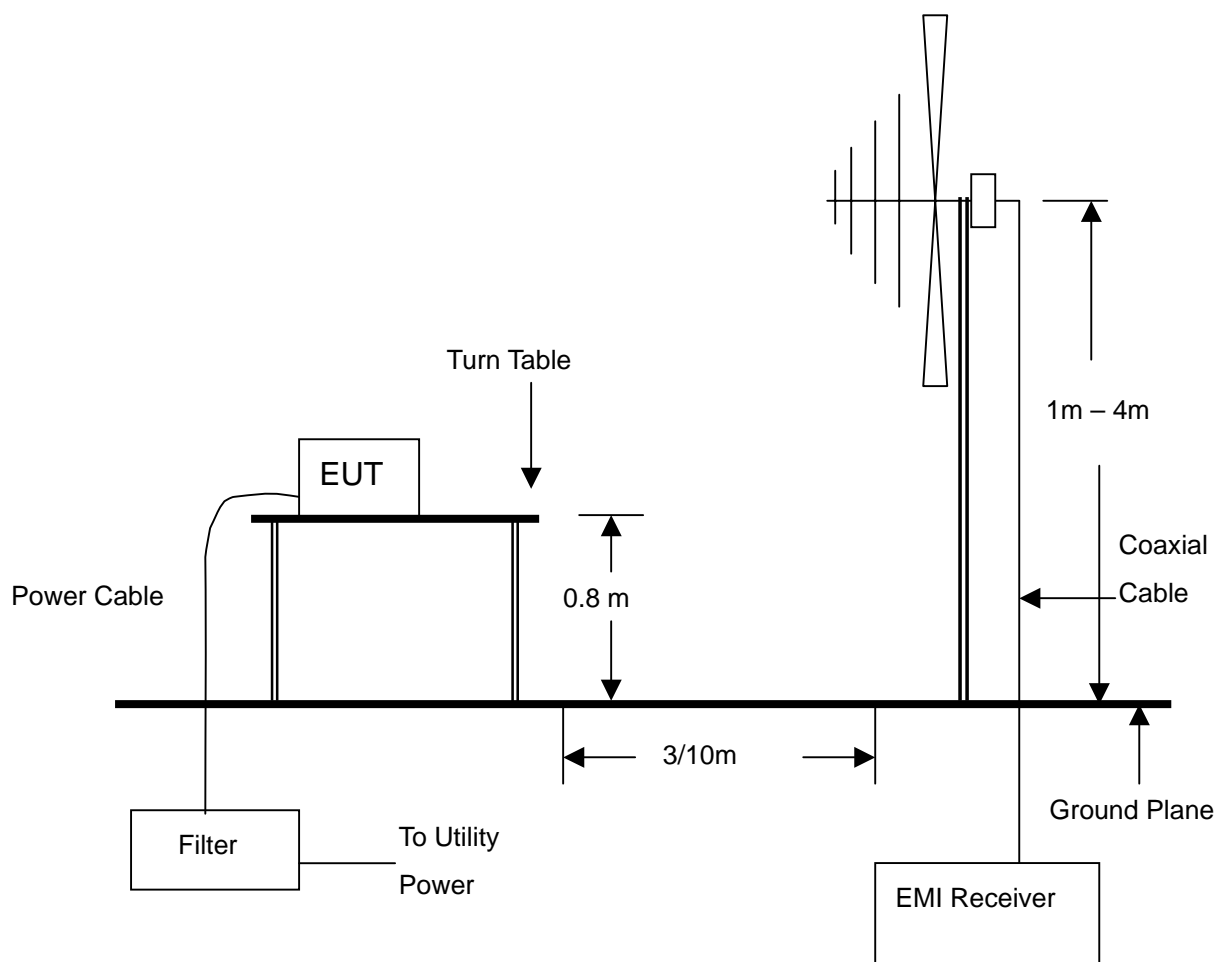 Turn Table
1m – 4m
EUT
Coaxial
Cable
Power Cable
0.8 m
3/10m
Ground Plane
Filter
To Utility
Power
EMI Receiver